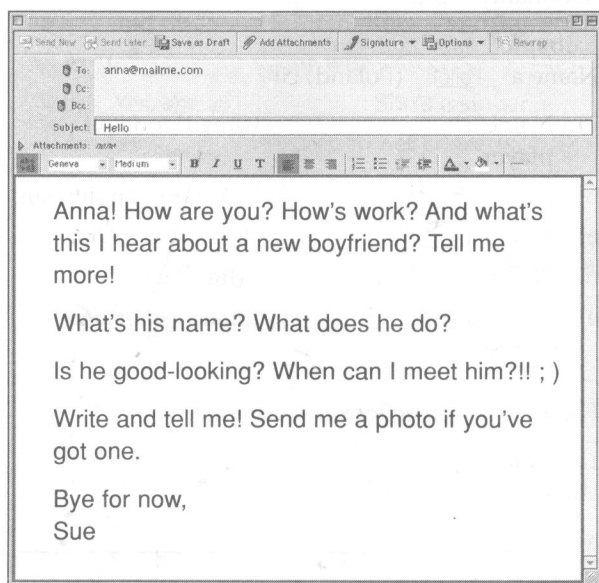 Send Now Send Later Save as Draft Add Attachments Signature Options Rewrap
To: anna@mailme.com
Cc:
Bcc:
Subject: Hello
Attachments: none
Geneva Medium B I U T A
Anna! How are you? How's work? And what's
this I hear about a new boyfriend? Tell me
more!
What's his name? What does he do?
Is he good-looking? When can I meet him?!! ; )
Write and tell me! Send me a photo if you've
got one.
Bye for now,
Sue